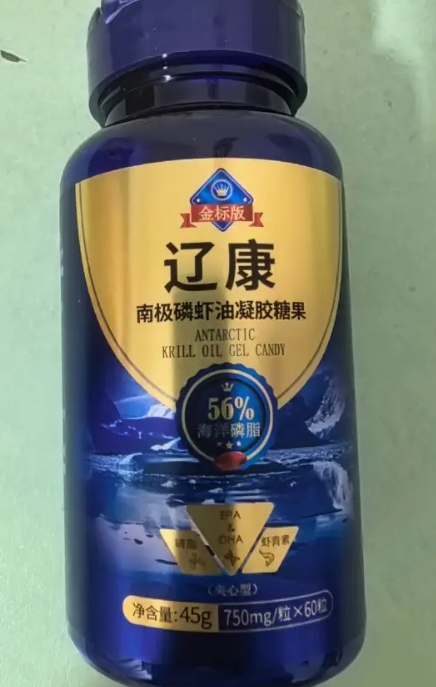 金标版
辽康
南极磷虾油凝胶糖果
ANTARCTIC
KRILL OIL GEL CANDY
56%
海洋磷脂
EPA
&
DHA
磷脂
虾青素
(夹心型)
净含量:45g 750mg/粒×60粒